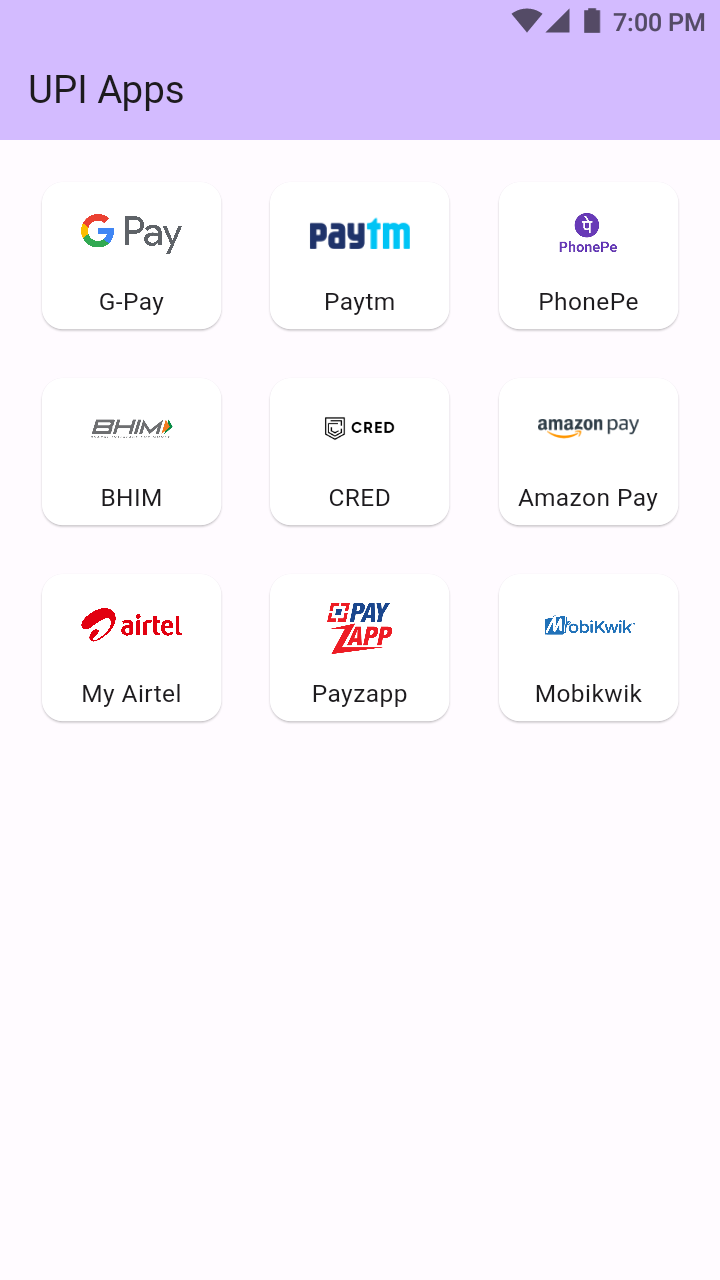 7:00 PM
UPI Apps
G Pay
paytm
पे
PhonePe
G-Pay
Paytm
PhonePe
BHIM
CRED
amazon pay
BHIM
CRED
Amazon Pay
airtel
PAY
ZAPP
MobiKwik
My Airtel
Payzapp
Mobikwik